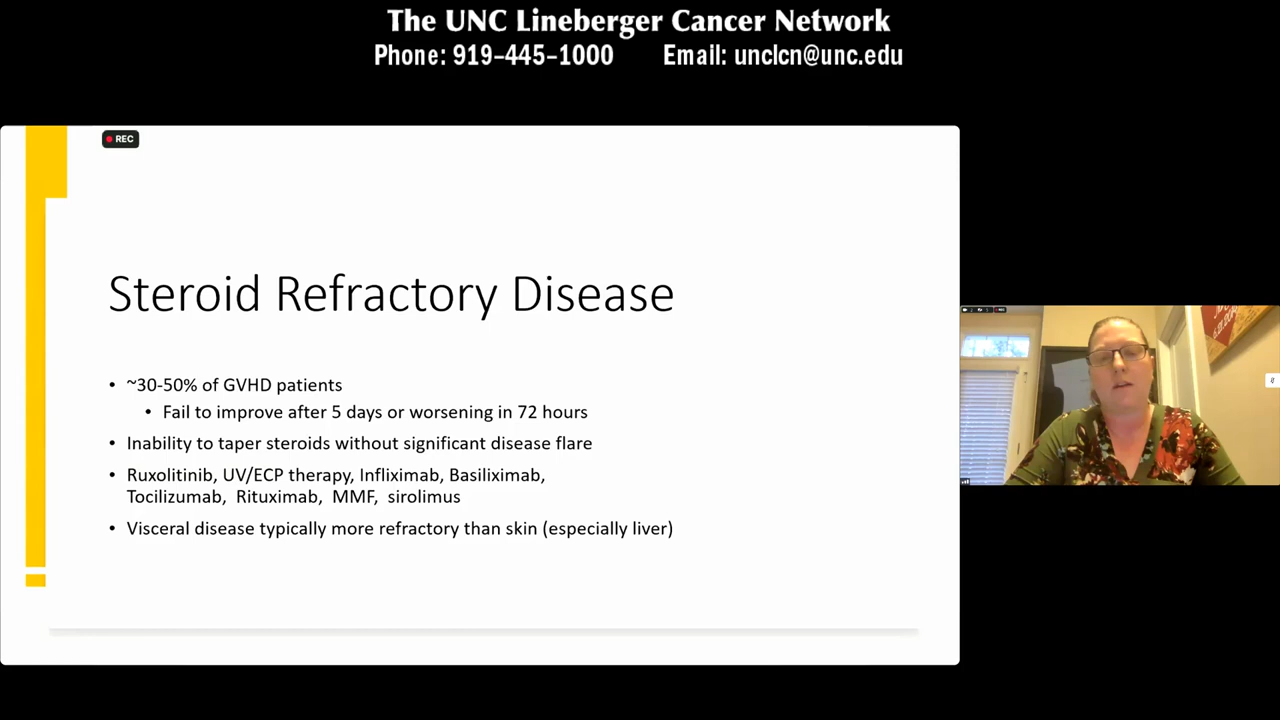 The UNC Lineberger Cancer Network
Phone: 919-445-1000 Email: unclcn@unc.edu
REC
Steroid Refractory Disease
• ~30-50% of GVHD patients
• Fail to improve after 5 days or worsening in 72 hours
• Inability to taper steroids without significant disease flare
• Ruxolitinib, UV/ECP therapy, Infliximab, Basiliximab,
Tocilizumab, Rituximab, MMF, sirolimus
• Visceral disease typically more refractory than skin (especially liver)